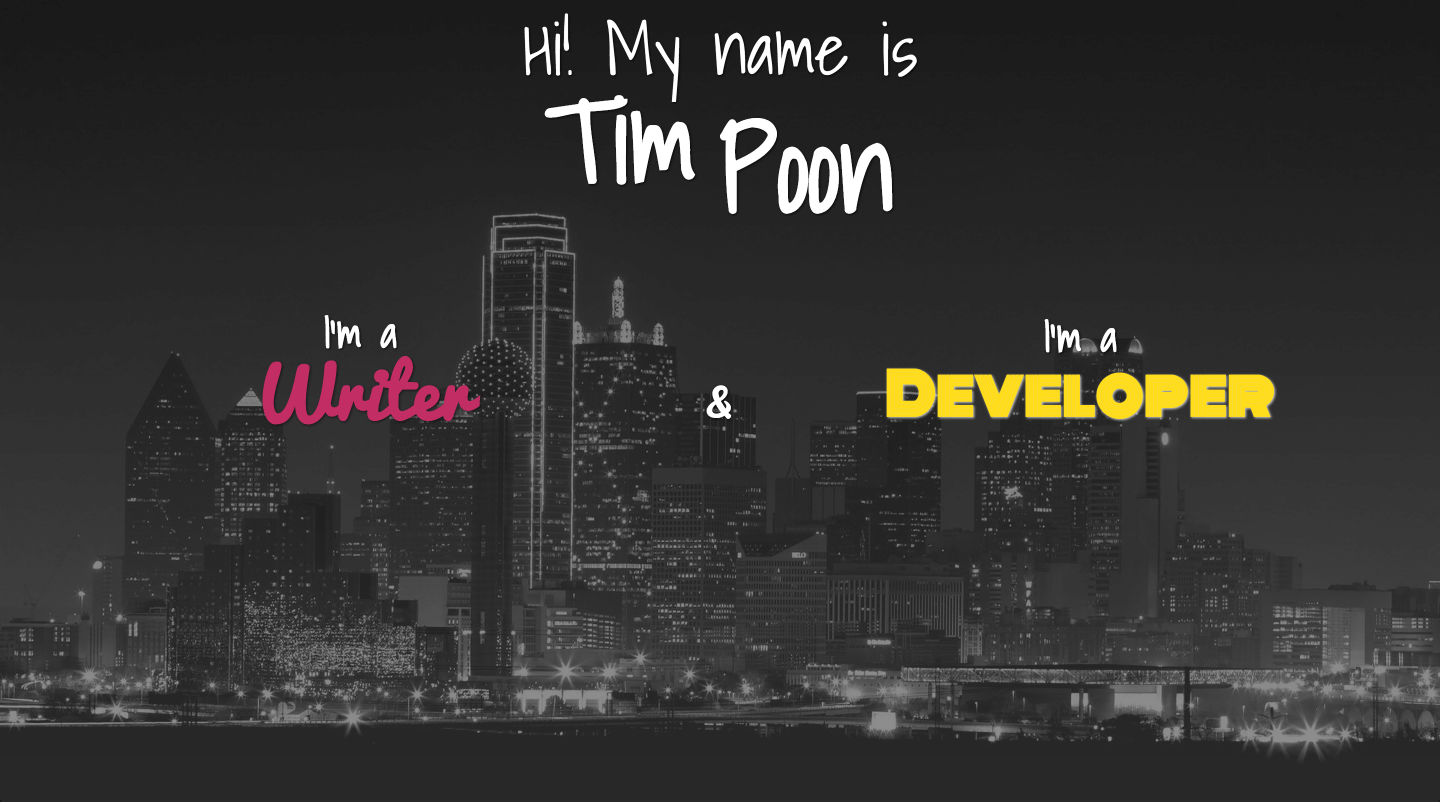 Hi! My name is
Tim Poon
I'm a
Writer
&
I'm a
DEVELOPER